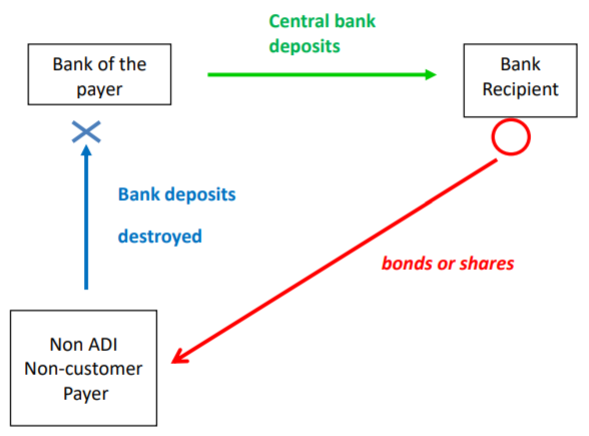 Central bank
deposits
Bank of the
payer
Bank
Recipient
Bank deposits
destroyed
bonds or shares
Non ADI
Non-customer
Payer